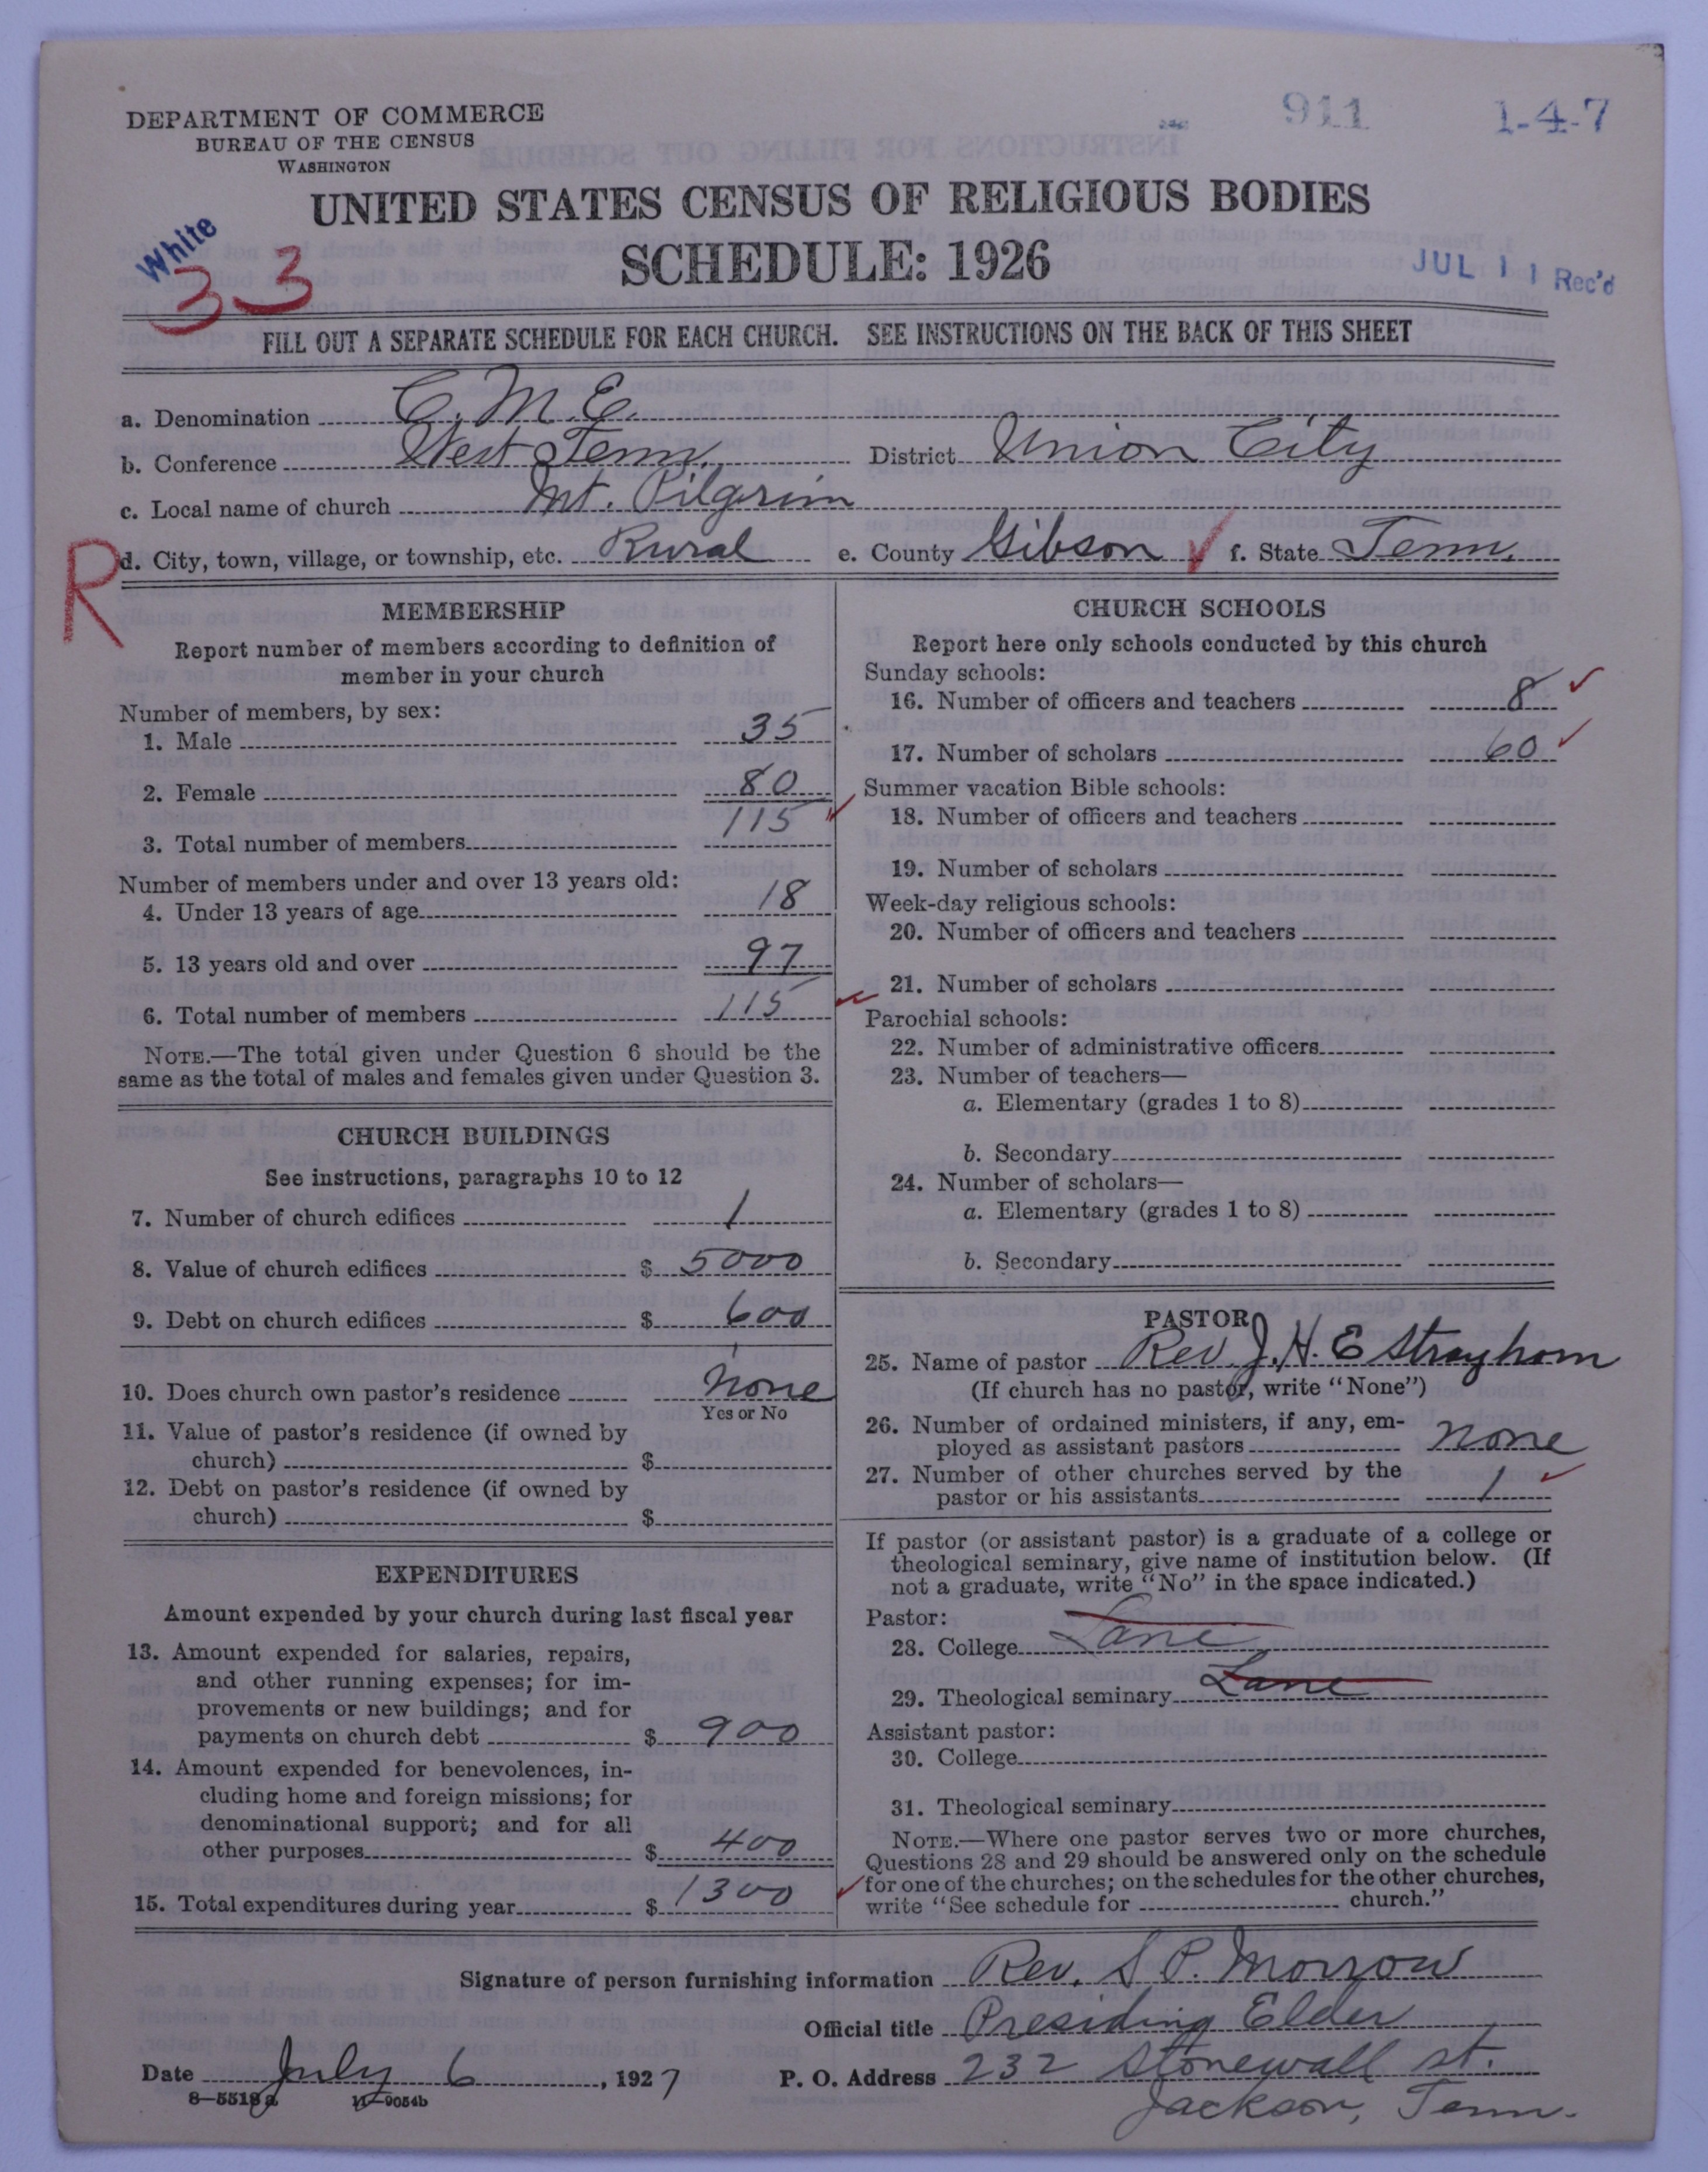 911
1-4-7
DEPARTMENT OF COMMERCE
BUREAU OF THE CENSUS
WASHINGTON
UNITED STATES CENSUS OF RELIGIOUS BODIES
SCHEDULE: 1926
White
33
JUL 11 Rec'd
FILL OUT A SEPARATE SCHEDULE FOR EACH CHURCH. SEE INSTRUCTIONS ON THE BACK OF THIS SHEET
a. Denomination C. M. E.
b. Conference West Tenn. District Union City
c. Local name of church Mt. Pilgrim
R
d. City, town, village, or township, etc. Rural e. County Gibson ✓ f. State Tenn.
MEMBERSHIP
Report number of members according to definition of
member in your church
Number of members, by sex:
1. Male 35
2. Female 80
3. Total number of members 115 ✓
Number of members under and over 13 years old:
4. Under 13 years of age 18
5. 13 years old and over 97
6. Total number of members 115 ✓
NOTE.—The total given under Question 6 should be the
same as the total of males and females given under Question 3.
CHURCH BUILDINGS
See instructions, paragraphs 10 to 12
7. Number of church edifices 1
8. Value of church edifices $ 5000
9. Debt on church edifices $ 600
10. Does church own pastor's residence None
Yes or No
11. Value of pastor's residence (if owned by
church) $
12. Debt on pastor's residence (if owned by
church) $
EXPENDITURES
Amount expended by your church during last fiscal year
13. Amount expended for salaries, repairs,
and other running expenses; for im-
provements or new buildings; and for
payments on church debt $ 900
14. Amount expended for benevolences, in-
cluding home and foreign missions; for
denominational support; and for all
other purposes $ 400
15. Total expenditures during year $ 1300 ✓
CHURCH SCHOOLS
Report here only schools conducted by this church
Sunday schools:
16. Number of officers and teachers 8 ✓
17. Number of scholars 60 ✓
Summer vacation Bible schools:
18. Number of officers and teachers
19. Number of scholars
Week-day religious schools:
20. Number of officers and teachers
21. Number of scholars
Parochial schools:
22. Number of administrative officers
23. Number of teachers—
a. Elementary (grades 1 to 8)
b. Secondary
24. Number of scholars—
a. Elementary (grades 1 to 8)
b. Secondary
PASTOR
25. Name of pastor Rev J. H. E Strayhorn
(If church has no pastor, write "None")
26. Number of ordained ministers, if any, em-
ployed as assistant pastors none
27. Number of other churches served by the
pastor or his assistants 1 ✓
If pastor (or assistant pastor) is a graduate of a college or
theological seminary, give name of institution below. (If
not a graduate, write "No" in the space indicated.)
Pastor:
28. College Lane
29. Theological seminary Lane
Assistant pastor:
30. College
31. Theological seminary
NOTE.—Where one pastor serves two or more churches,
Questions 28 and 29 should be answered only on the schedule
for one of the churches; on the schedules for the other churches,
write "See schedule for church."
Signature of person furnishing information Rev. S P. Morrow
Official title Presiding Elder
Date July 6, 1927 P. O. Address 232 Stonewall st.
Jackson, Tenn.
8-5518a 11-9054b